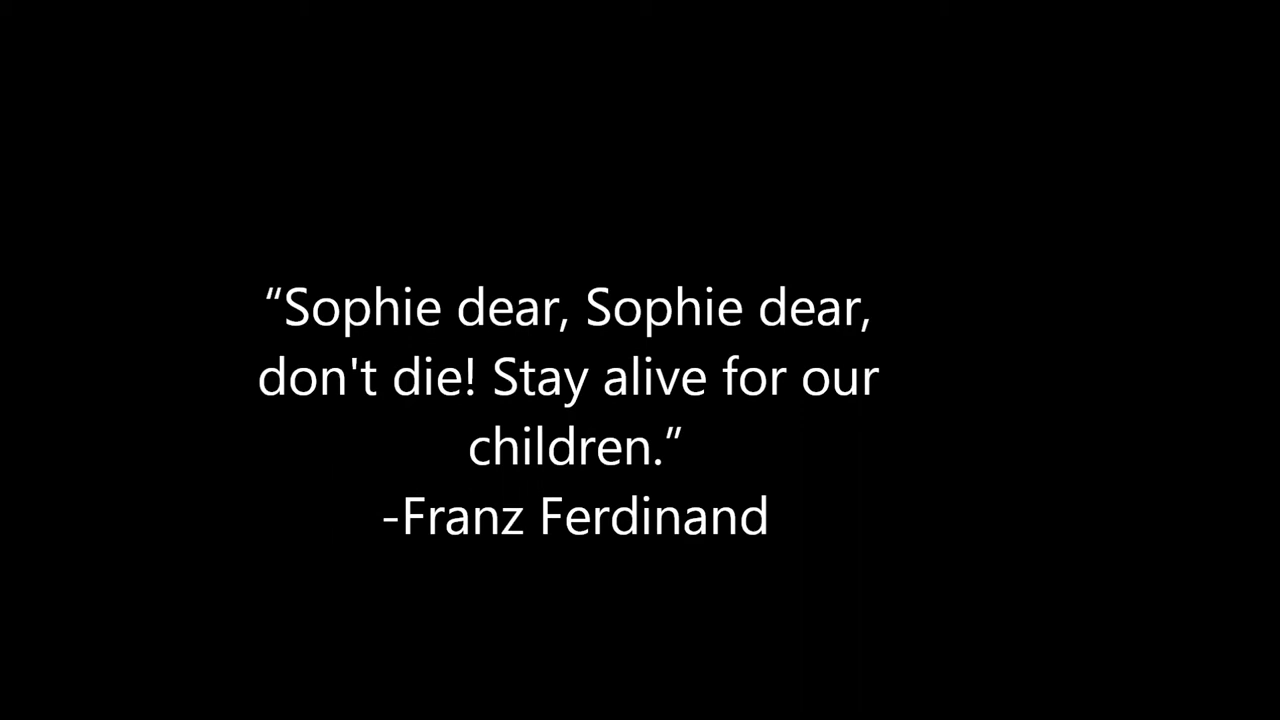 “Sophie dear, Sophie dear,
don't die! Stay alive for our
children.”
-Franz Ferdinand